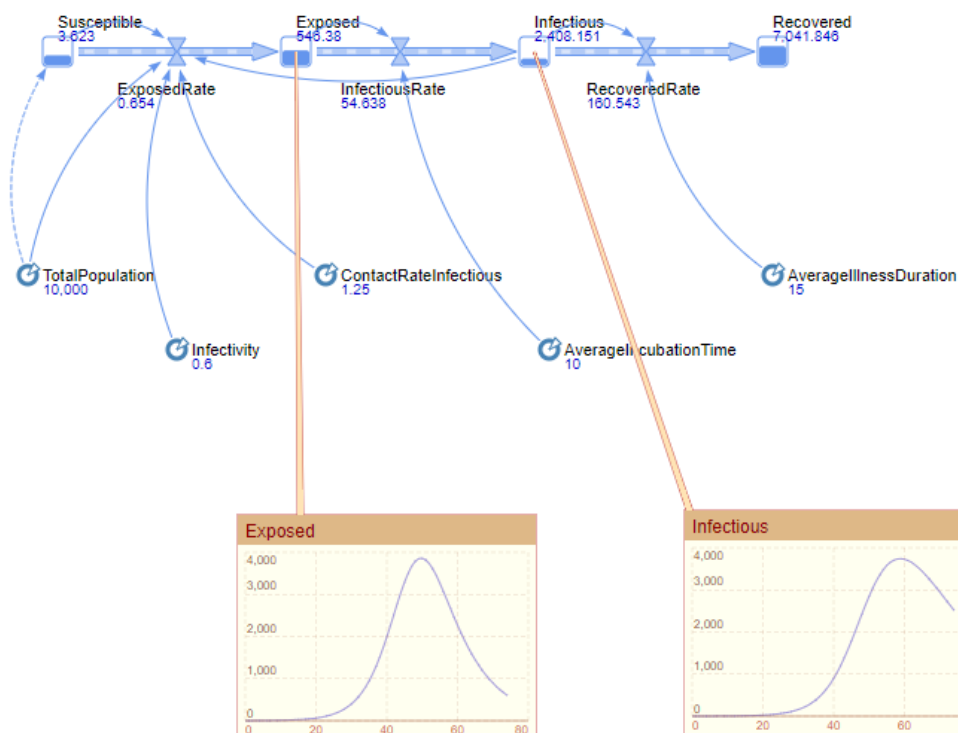 Susceptible
3.623
Exposed
546.38
Infectious
2,408.151
Recovered
7,041.846
ExposedRate
0.654
InfectiousRate
54.638
RecoveredRate
160.543
TotalPopulation
10,000
ContactRateInfectious
1.25
AverageIllnessDuration
15
Infectivity
0.6
AverageIncubationTime
10
Exposed
4,000
3,000
2,000
1,000
0
0 20 40 60 80
Infectious
4,000
3,000
2,000
1,000
0
0 20 40 60